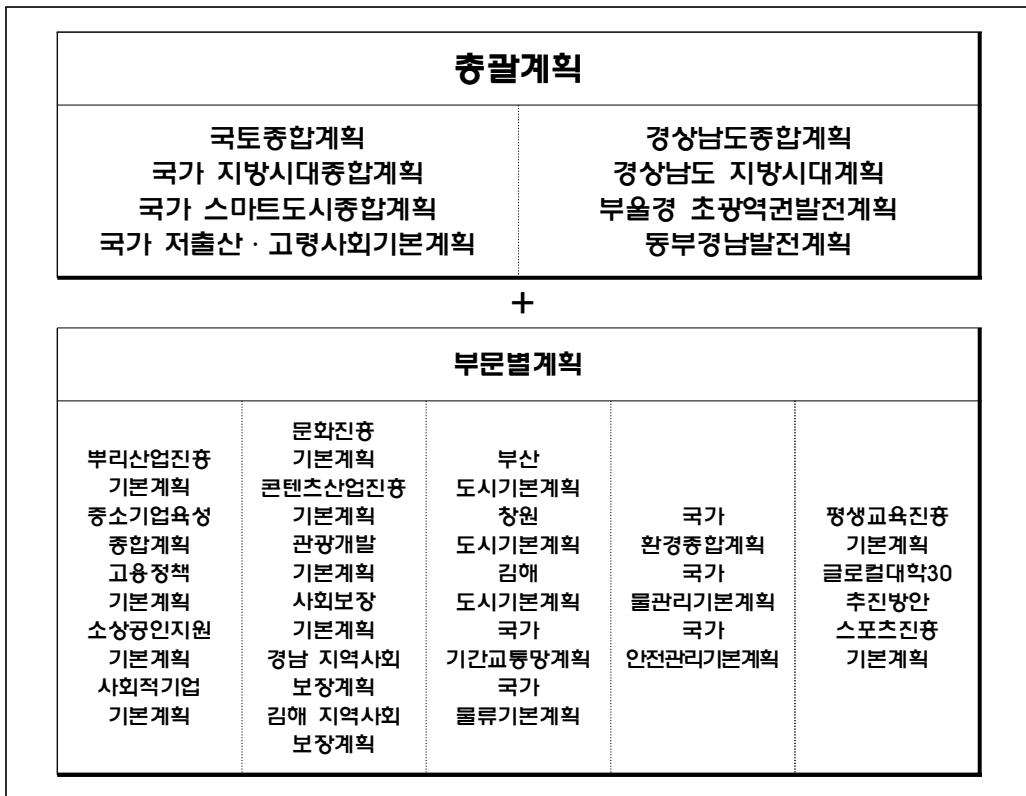 총괄계획
국토종합계획
국가 지방시대종합계획
국가 스마트도시종합계획
국가 저출산 · 고령사회기본계획
경상남도종합계획
경상남도 지방시대계획
부울경 초광역권발전계획
동부경남발전계획
+
부문별계획
뿌리산업진흥
기본계획
중소기업육성
종합계획
고용정책
기본계획
소상공인지원
기본계획
사회적기업
기본계획
문화진흥
기본계획
콘텐츠산업진흥
기본계획
관광개발
기본계획
사회보장
기본계획
경남 지역사회
보장계획
김해 지역사회
보장계획
부산
도시기본계획
창원
도시기본계획
김해
도시기본계획
국가
기간교통망계획
국가
물류기본계획
국가
환경종합계획
국가
물관리기본계획
국가
안전관리기본계획
평생교육진흥
기본계획
글로컬대학30
추진방안
스포츠진흥
기본계획